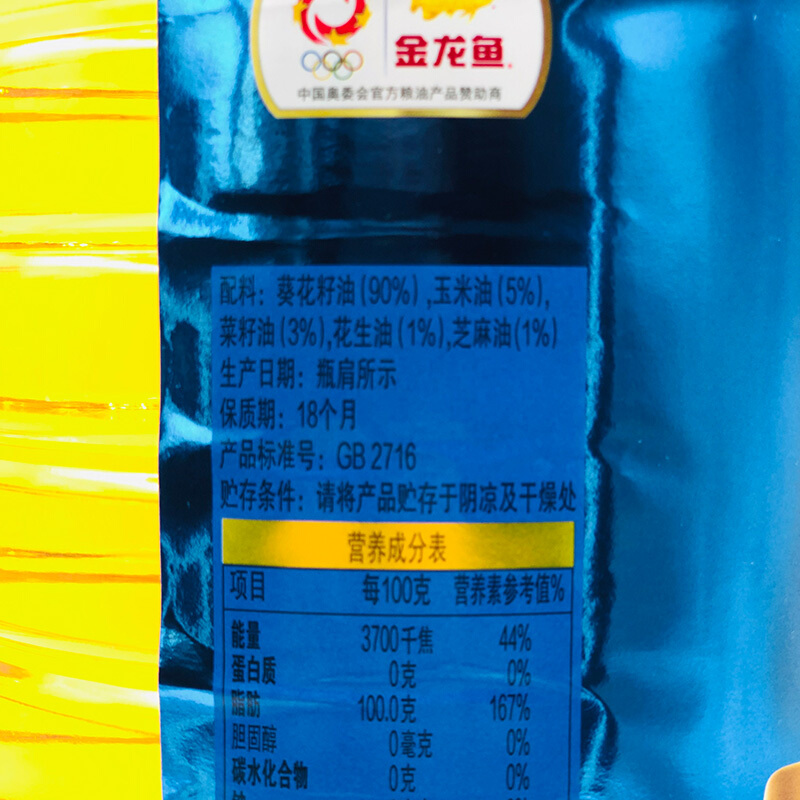 金龙鱼
中国奥委会官方粮油产品赞助商
配料：葵花籽油(90%),玉米油(5%),
菜籽油(3%),花生油(1%),芝麻油(1%)
生产日期：瓶肩所示
保质期：18个月
产品标准号：GB 2716
贮存条件：请将产品贮存于阴凉及干燥处
营养成分表
项目 每100克 营养素参考值%
能量 3700千焦 44%
蛋白质 0克 0%
脂肪 100.0克 167%
胆固醇 0毫克 0%
碳水化合物 0克 0%